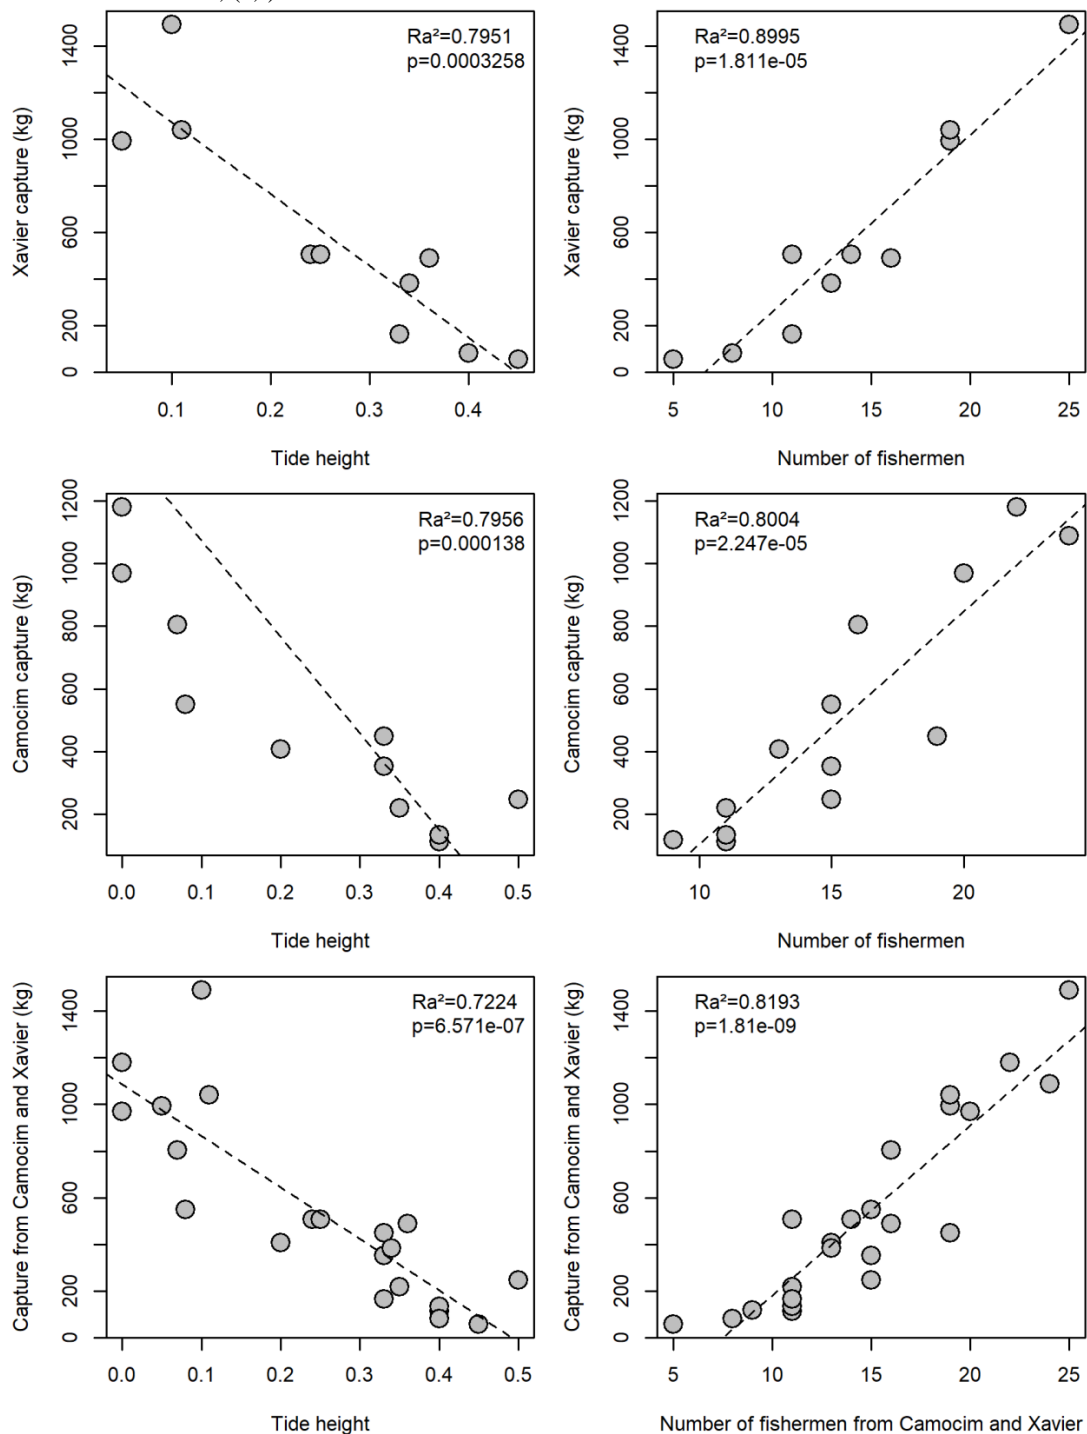 Ra²=0.7951
p=0.0003258
Xavier capture (kg)
0 200 600 1000 1400
0.1 0.2 0.3 0.4
Tide height
Ra²=0.8995
p=1.811e-05
Xavier capture (kg)
0 200 600 1000 1400
5 10 15 20 25
Number of fishermen
Ra²=0.7956
p=0.000138
Camocim capture (kg)
200 400 600 800 1000 1200
0.0 0.1 0.2 0.3 0.4 0.5
Tide height
Ra²=0.8004
p=2.247e-05
Camocim capture (kg)
200 400 600 800 1000 1200
10 15 20
Number of fishermen
Ra²=0.7224
p=6.571e-07
Capture from Camocim and Xavier (kg)
0 200 600 1000 1400
0.0 0.1 0.2 0.3 0.4 0.5
Tide height
Ra²=0.8193
p=1.81e-09
Capture from Camocim and Xavier (kg)
0 200 600 1000 1400
5 10 15 20 25
Number of fishermen from Camocim and Xavier